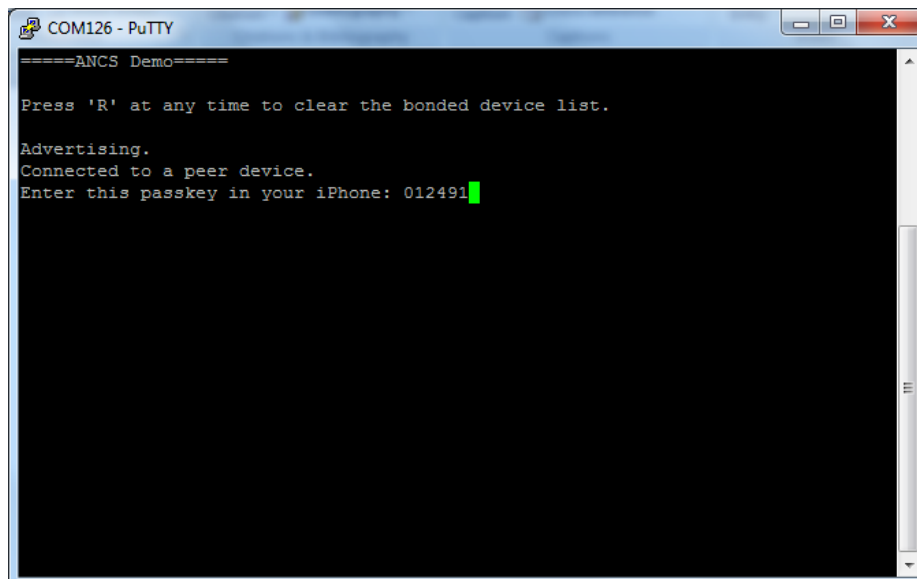 COM126 - PuTTY
=====ANCS Demo=====
Press 'R' at any time to clear the bonded device list.
Advertising.
Connected to a peer device.
Enter this passkey in your iPhone: 012491